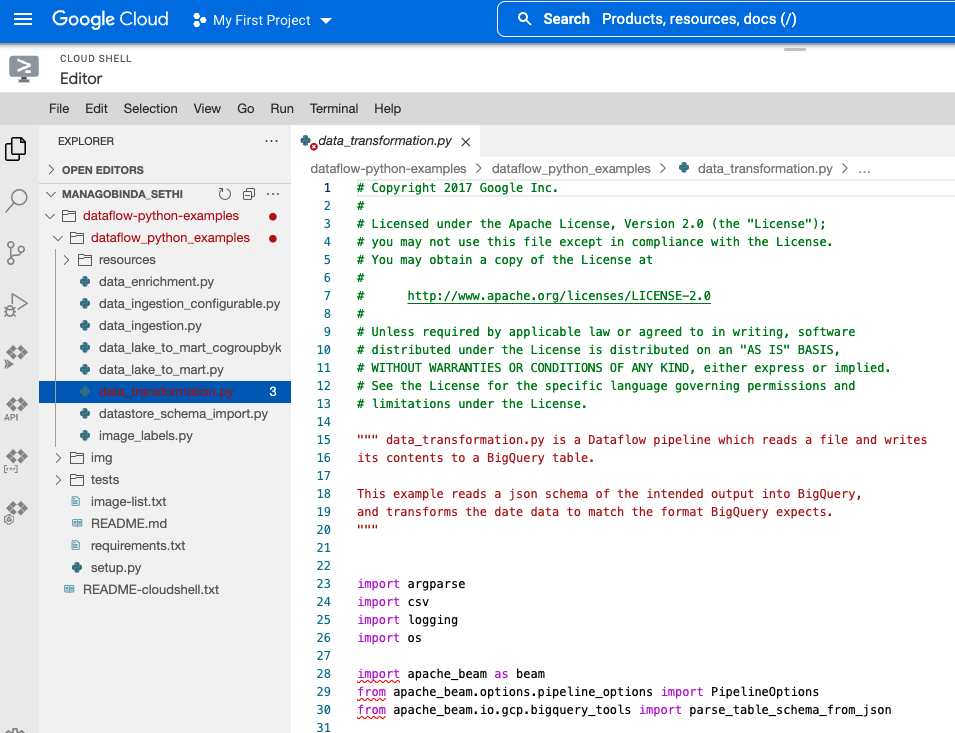 Google Cloud
My First Project
Search Products, resources, docs (/)
CLOUD SHELL
Editor
File Edit Selection View Go Run Terminal Help
EXPLORER
OPEN EDITORS
MANAGOBINDA_SETHI
dataflow-python-examples
dataflow_python_examples
resources
data_enrichment.py
data_ingestion_configurable.py
data_ingestion.py
data_lake_to_mart_cogroupbyk
data_lake_to_mart.py
data_transformation.py 3
datastore_schema_import.py
image_labels.py
img
tests
image-list.txt
README.md
requirements.txt
setup.py
README-cloudshell.txt
API
data_transformation.py
dataflow-python-examples > dataflow_python_examples > data_transformation.py > ...
1 # Copyright 2017 Google Inc.
2 #
3 # Licensed under the Apache License, Version 2.0 (the "License");
4 # you may not use this file except in compliance with the License.
5 # You may obtain a copy of the License at
6 #
7 #      http://www.apache.org/licenses/LICENSE-2.0
8 #
9 # Unless required by applicable law or agreed to in writing, software
10 # distributed under the License is distributed on an "AS IS" BASIS,
11 # WITHOUT WARRANTIES OR CONDITIONS OF ANY KIND, either express or implied.
12 # See the License for the specific language governing permissions and
13 # limitations under the License.
14
15 """ data_transformation.py is a Dataflow pipeline which reads a file and writes
16 its contents to a BigQuery table.
17
18 This example reads a json schema of the intended output into BigQuery,
19 and transforms the date data to match the format BigQuery expects.
20 """
21
22
23 import argparse
24 import csv
25 import logging
26 import os
27
28 import apache_beam as beam
29 from apache_beam.options.pipeline_options import PipelineOptions
30 from apache_beam.io.gcp.bigquery_tools import parse_table_schema_from_json
31